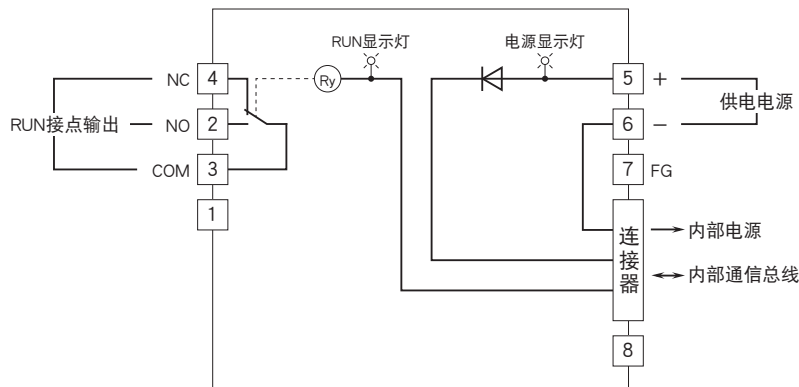 RUN显示灯
电源显示灯
NC
4
Ry
5
+
供电电源
RUN接点输出
NO
2
6
−
COM
3
7
FG
1
连接器
内部电源
内部通信总线
8